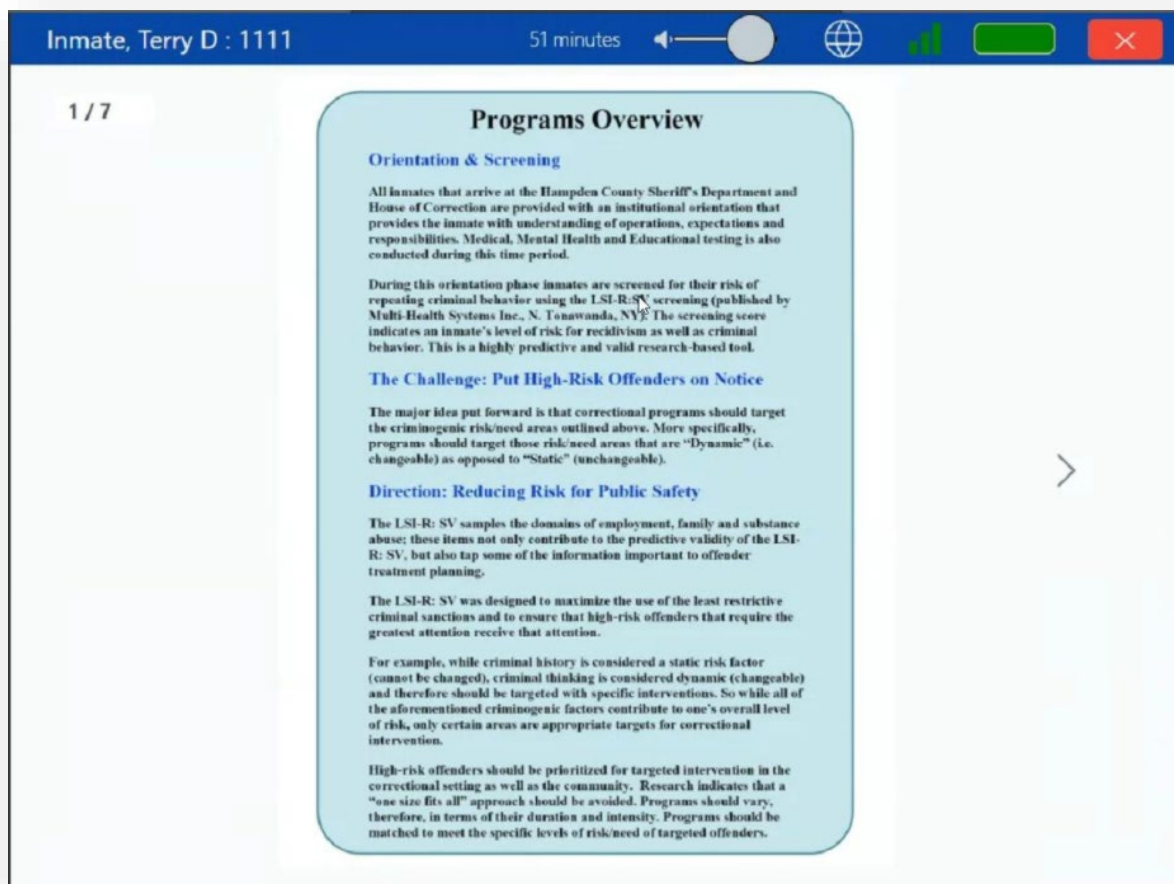 Inmate, Terry D : 1111
51 minutes
1 / 7
Programs Overview
Orientation & Screening
All inmates that arrive at the Hampden County Sheriff's Department and
House of Correction are provided with an institutional orientation that
provides the inmate with understanding of operations, expectations and
responsibilities. Medical, Mental Health and Educational testing is also
conducted during this time period.
During this orientation phase inmates are screened for their risk of
repeating criminal behavior using the LSI-R:SV screening (published by
Multi-Health Systems Inc., N. Tonawanda, NY). The screening score
indicates an inmate's level of risk for recidivism as well as criminal
behavior. This is a highly predictive and valid research-based tool.
The Challenge: Put High-Risk Offenders on Notice
The major idea put forward is that correctional programs should target
the criminogenic risk/need areas outlined above. More specifically,
programs should target those risk/need areas that are “Dynamic” (i.e.
changeable) as opposed to “Static” (unchangeable).
Direction: Reducing Risk for Public Safety
The LSI-R: SV samples the domains of employment, family and substance
abuse; these items not only contribute to the predictive validity of the LSI-
R: SV, but also tap some of the information important to offender
treatment planning.
The LSI-R: SV was designed to maximize the use of the least restrictive
criminal sanctions and to ensure that high-risk offenders that require the
greatest attention receive that attention.
For example, while criminal history is considered a static risk factor
(cannot be changed), criminal thinking is considered dynamic (changeable)
and therefore should be targeted with specific interventions. So while all of
the aforementioned criminogenic factors contribute to one's overall level
of risk, only certain areas are appropriate targets for correctional
intervention.
High-risk offenders should be prioritized for targeted intervention in the
correctional setting as well as the community.  Research indicates that a
“one size fits all” approach should be avoided. Programs should vary,
therefore, in terms of their duration and intensity. Programs should be
matched to meet the specific levels of risk/need of targeted offenders.